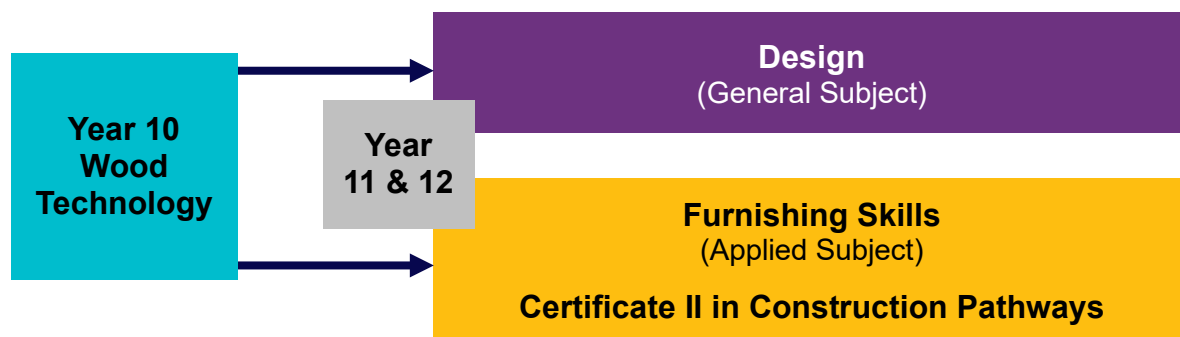 Year 10
Wood
Technology
Year
11 & 12
Design
(General Subject)
Furnishing Skills
(Applied Subject)
Certificate II in Construction Pathways